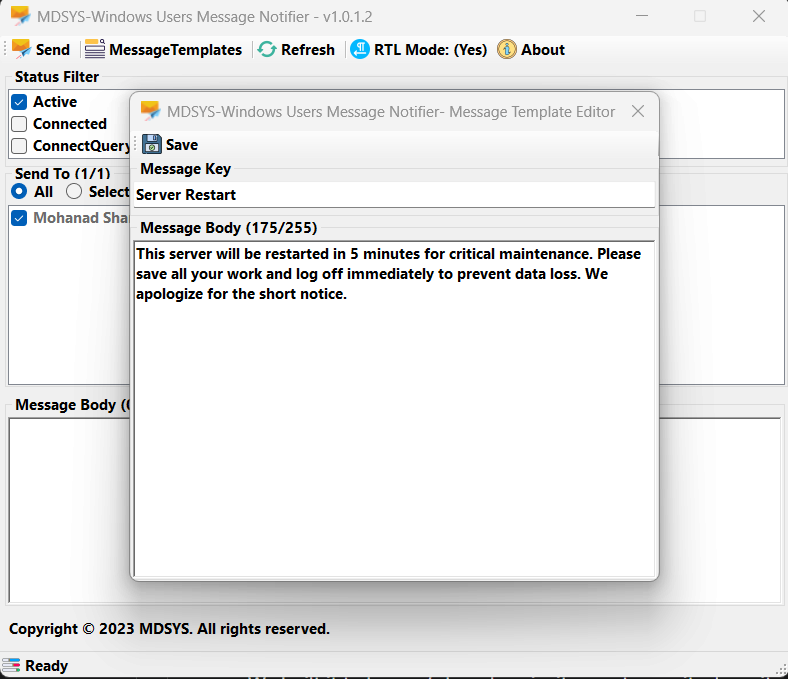 MDSYS-Windows Users Message Notifier - v1.0.1.2
Send MessageTemplates Refresh RTL Mode: (Yes) About
Status Filter
Active
Connected
ConnectQuery
Send To (1/1)
All
Mohanad
MDSYS-Windows Users Message Notifier- Message Template Editor
Save
Message Key
Server Restart
Message Body (175/255)
This server will be restarted in 5 minutes for critical maintenance. Please
save all your work and log off immediately to prevent data loss. We
apologize for the short notice.
Message Body
Copyright © 2023 MDSYS. All rights reserved.
Ready